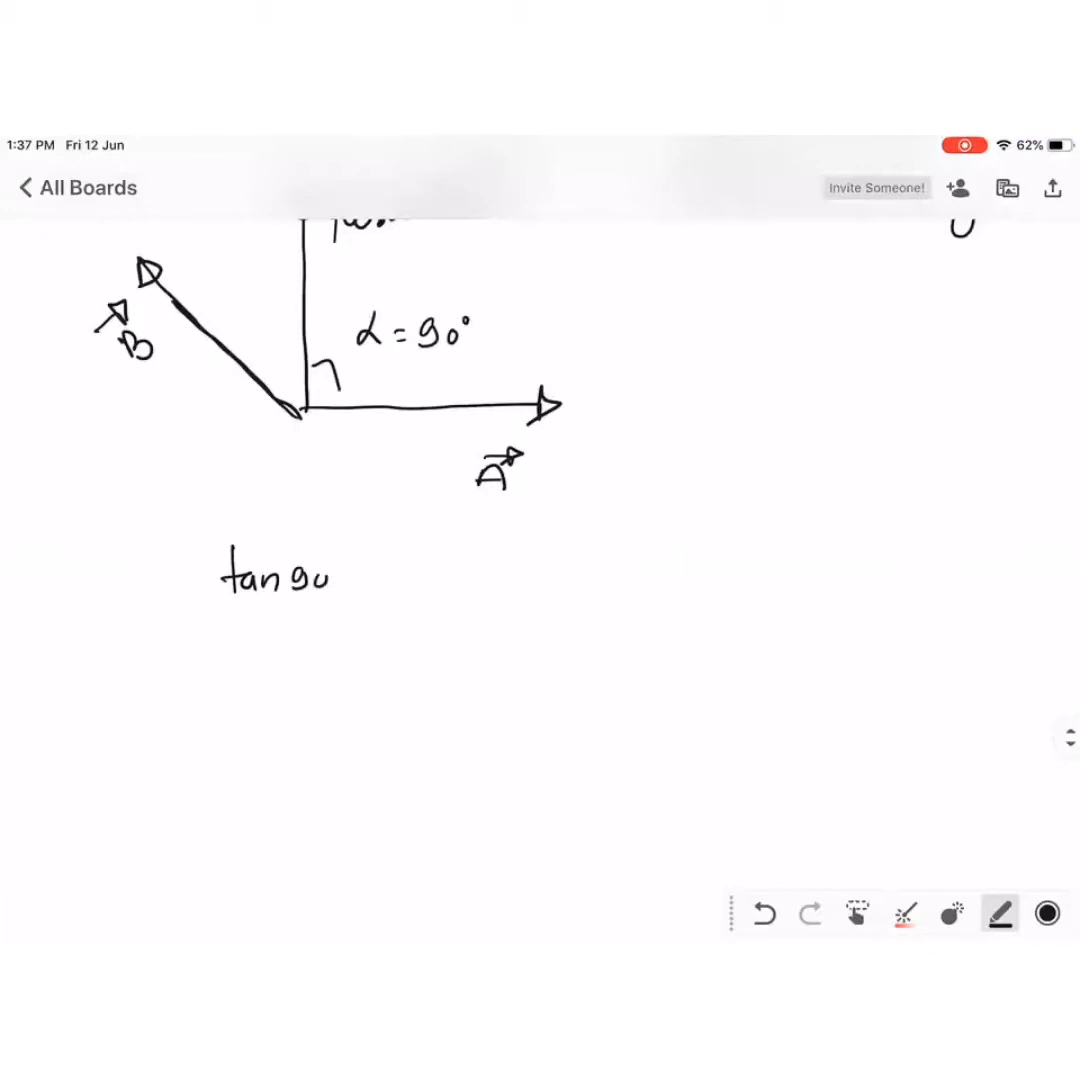 1:37 PM Fri 12 Jun
62%
All Boards
Invite Someone!
α = 90°
B
A
tan 90